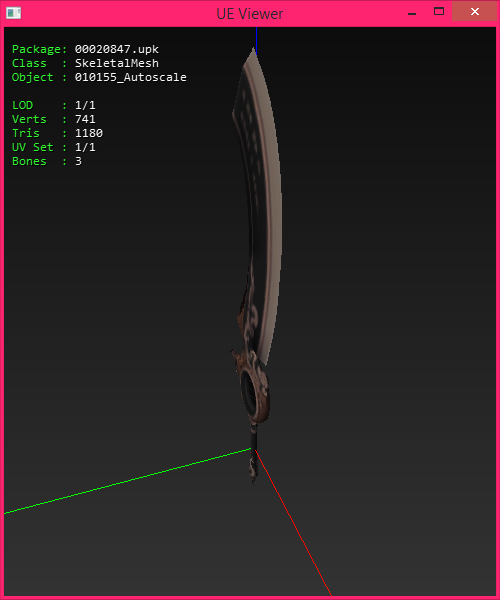 UE Viewer
Package: 00020847.upk
Class  : SkeletalMesh
Object : 010155_Autoscale
LOD    : 1/1
Verts  : 741
Tris   : 1180
UV Set : 1/1
Bones  : 3